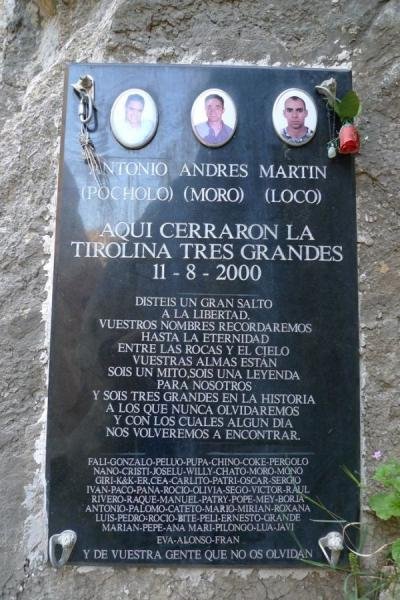 ANTONIO ANDRES MARTIN
(POCHOLO) (MORO) (LOCO)
AQUI CERRARON LA
TIROLINA TRES GRANDES
11 - 8 - 2000
DISTEIS UN GRAN SALTO
A LA LIBERTAD.
VUESTROS NOMBRES RECORDAREMOS
HASTA LA ETERNIDAD
ENTRE LAS ROCAS Y EL CIELO
VUESTRAS ALMAS ESTÁN
SOIS UN MITO,SOIS UNA LEYENDA
PARA NOSOTROS
Y SOIS TRES GRANDES EN LA HISTORIA
A LOS QUE NUNCA OLVIDAREMOS
Y CON LOS CUALES ALGUN DIA
NOS VOLVEREMOS A ENCONTRAR.
FALI-GONZALO-PELUO-PUPA-CHINO-COKE-PERGOLO
NANO-CRISTI-JOSELU-WILLY-CHATO-MORO-MONO
GIRI-K&K-ER,CEA-CARLITO-PATRI-OSCAR-SERGIO
IVAN-PACO-PANA-ROCIO-OLIVIA-SEGO-VICTOR-RAUL
RIVERO-RAQUE-MANUEL-PATRY-POPE-MEY-BORJA
ANTONIO-PALOMO-CATETO-MARIO-MIRIAN-ROXANA
LUIS-PEDRO-ROCIO-BITE-PELI-ERNESTO-GRANDE
MARIAN-PEPE-ANA MARI-PILONGO-LUA-JAVI
EVA-ALONSO-FRAN
Y DE VUESTRA GENTE QUE NO OS OLVIDAN